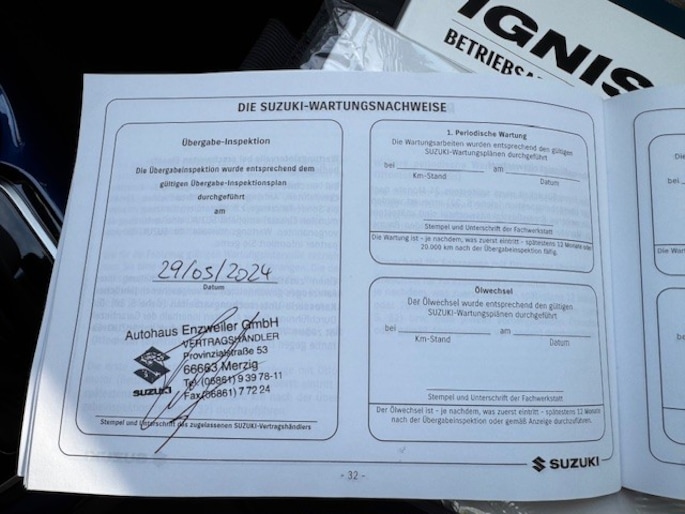 IGNIS
DIE SUZUKI-WARTUNGSNACHWEISE
Übergabe-Inspektion
Die Übergabeinspektion wurde entsprechend dem
gültigen Übergabe-Inspektionsplan
durchgeführt
am
29/05/2024
Datum
Autohaus Enzweiler GmbH
VERTRAGSHÄNDLER
Provinzialstraße 53
66663 Merzig
Tel (06861) 9 39 78-11
Fax (06861) 7 72 24
SUZUKI
Stempel und Unterschrift des zugelassenen SUZUKI-Vertragshändlers
1. Periodische Wartung
Die Wartungsarbeiten wurden entsprechend den gültigen
SUZUKI-Wartungsplänen durchgeführt
bei am
Km-Stand Datum
Stempel und Unterschrift der Fachwerkstatt
Die Wartung ist - je nachdem, was zuerst eintritt - spätestens 12 Monate oder
20.000 km nach der Übergabeinspektion fällig.
Ölwechsel
Der Ölwechsel wurde entsprechend den gültigen
SUZUKI-Wartungsplänen durchgeführt
bei am
Km-Stand Datum
Stempel und Unterschrift der Fachwerkstatt
Der Ölwechsel ist - je nachdem, was zuerst eintritt - spätestens 12 Monate
nach der Übergabeinspektion oder gemäß Anzeige durchzuführen.
SUZUKI
- 32 -
bei